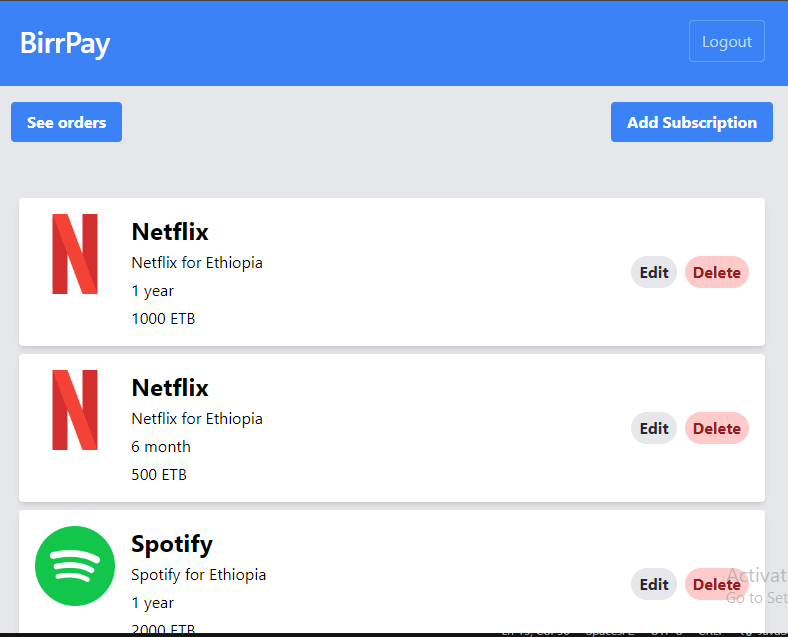 BirrPay
Logout
See orders
Add Subscription
Netflix
Netflix for Ethiopia
1 year
1000 ETB
Edit
Delete
Netflix
Netflix for Ethiopia
6 month
500 ETB
Edit
Delete
Spotify
Spotify for Ethiopia
1 year
2000 ETB
Edit
Delete
Activat
Go to Set